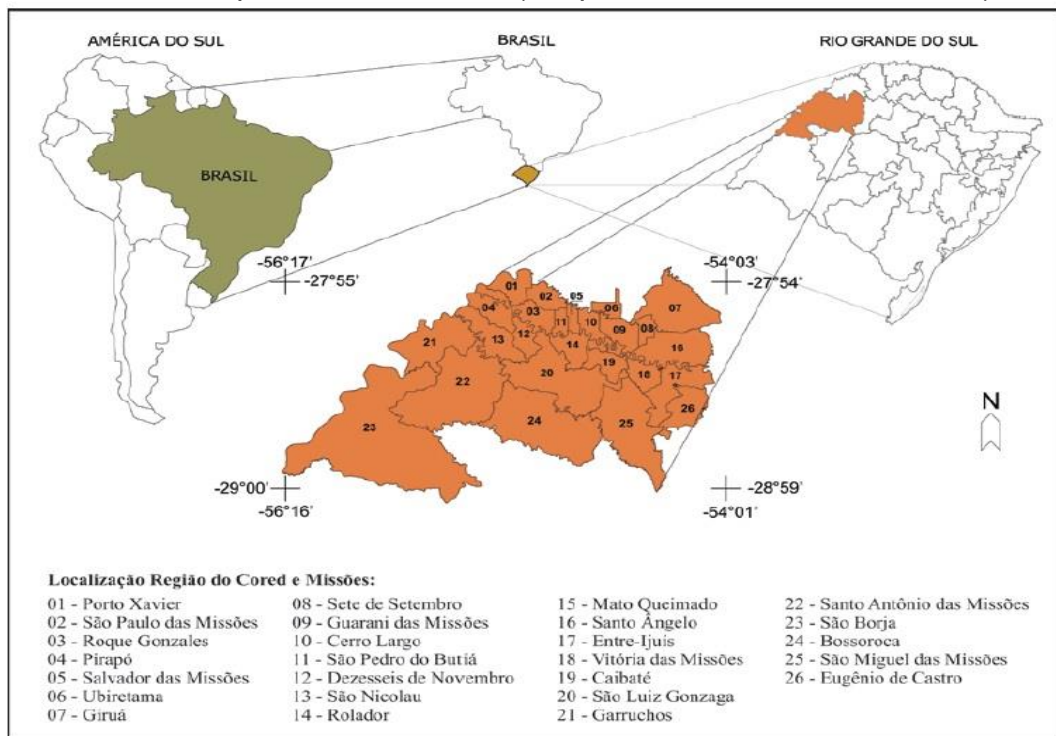 AMÉRICA DO SUL
BRASIL
RIO GRANDE DO SUL
BRASIL
-56°17'
-27°55'
-54°03'
-27°54'
01
02
05
06
07
04
03
11
10
09
08
21
13
12
14
16
19
18
17
22
20
26
23
24
25
N
-29°00'
-56°16'
-28°59'
-54°01'
Localização Região do Cored e Missões:
01 - Porto Xavier
02 - São Paulo das Missões
03 - Roque Gonzales
04 - Pirapó
05 - Salvador das Missões
06 - Ubiretama
07 - Giruá
08 - Sete de Setembro
09 - Guarani das Missões
10 - Cerro Largo
11 - São Pedro do Butiá
12 - Dezesseis de Novembro
13 - São Nicolau
14 - Rolador
15 - Mato Queimado
16 - Santo Ângelo
17 - Entre-Ijuis
18 - Vitória das Missões
19 - Caibaté
20 - São Luiz Gonzaga
21 - Garruchos
22 - Santo Antônio das Missões
23 - São Borja
24 - Bossoroca
25 - São Miguel das Missões
26 - Eugênio de Castro